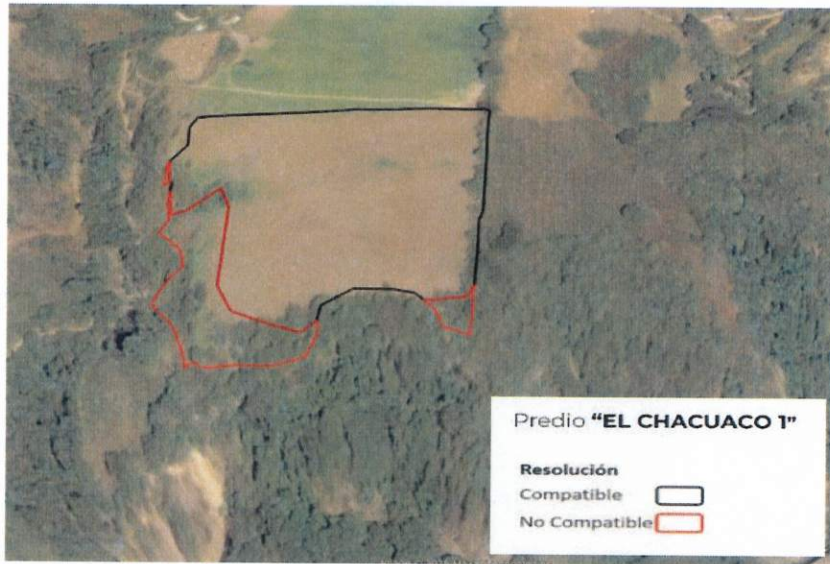 Predio "EL CHACUACO 1"
Resolución
Compatible
No Compatible